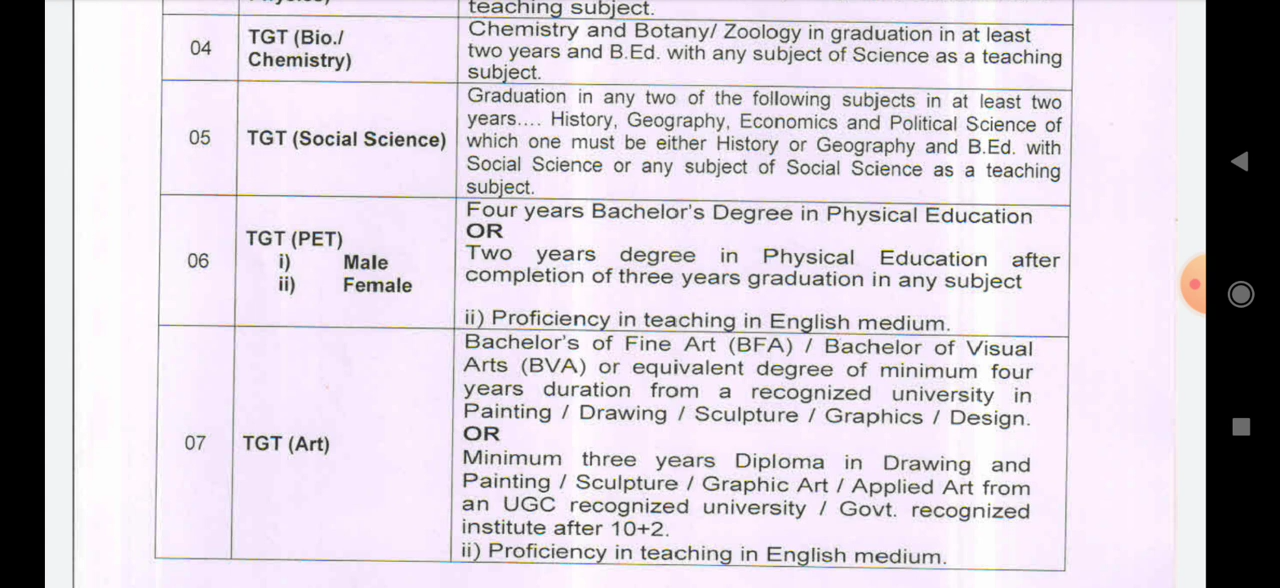 teaching subject.
04
TGT (Bio./
Chemistry)
Chemistry and Botany/ Zoology in graduation in at least
two years and B.Ed. with any subject of Science as a teaching
subject.
05
TGT (Social Science)
Graduation in any two of the following subjects in at least two
years.... History, Geography, Economics and Political Science of
which one must be either History or Geography and B.Ed. with
Social Science or any subject of Social Science as a teaching
subject.
06
TGT (PET)
i) Male
ii) Female
Four years Bachelor's Degree in Physical Education
OR
Two years degree in Physical Education after
completion of three years graduation in any subject
ii) Proficiency in teaching in English medium.
07
TGT (Art)
Bachelor's of Fine Art (BFA) / Bachelor of Visual
Arts (BVA) or equivalent degree of minimum four
years duration from a recognized university in
Painting / Drawing / Sculpture / Graphics / Design.
OR
Minimum three years Diploma in Drawing and
Painting / Sculpture / Graphic Art / Applied Art from
an UGC recognized university / Govt. recognized
institute after 10+2.
ii) Proficiency in teaching in English medium.